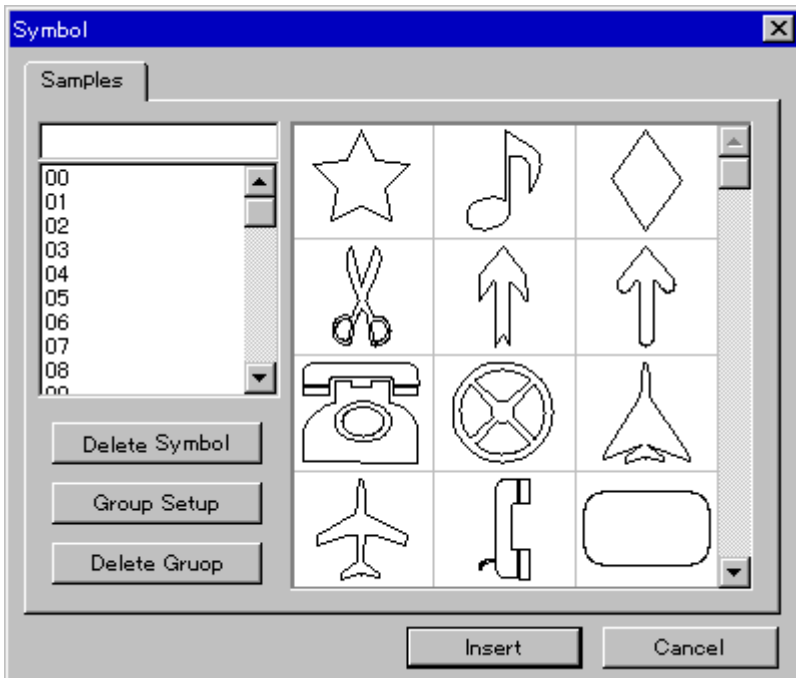 Symbol
Samples
00
01
02
03
04
05
06
07
08
Delete Symbol
Group Setup
Delete Gruop
Insert
Cancel